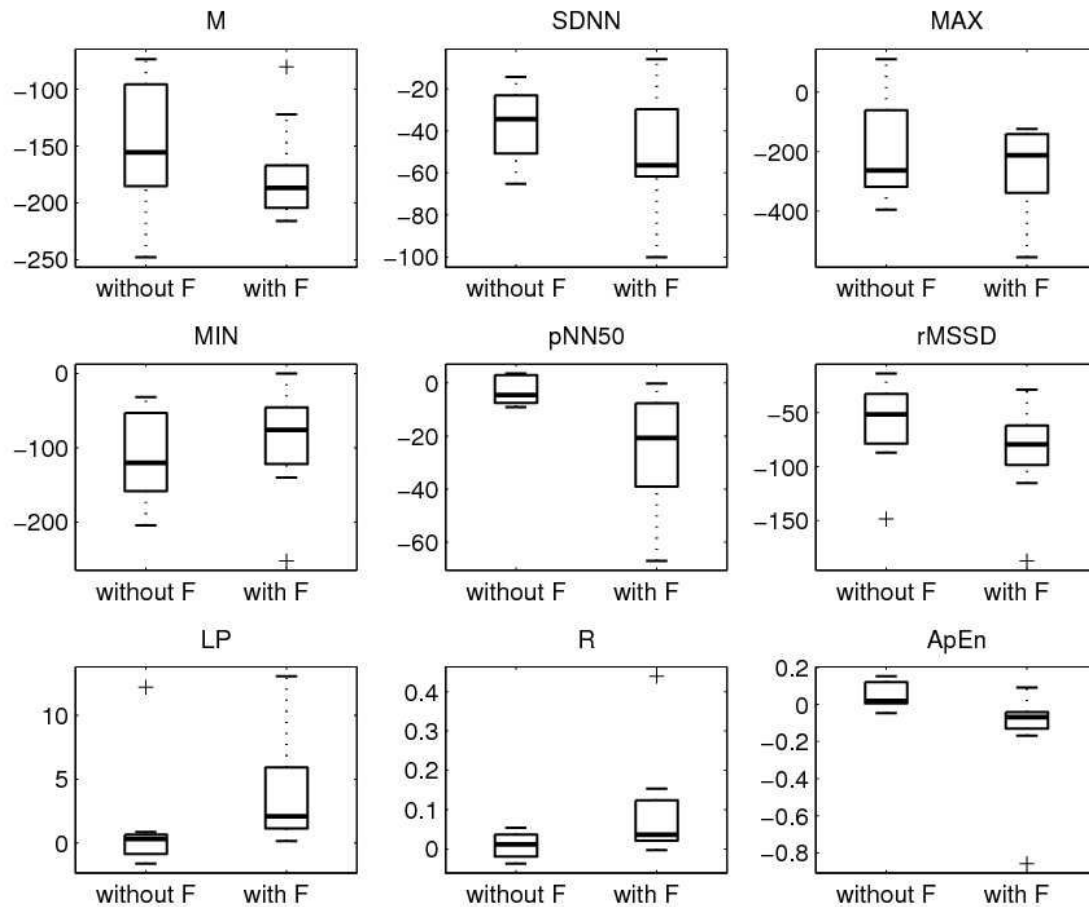 M
SDNN
MAX
−100
−150
−200
−250
without F
with F
−20
−40
−60
−80
−100
without F
with F
0
−200
−400
without F
with F
MIN
pNN50
rMSSD
0
−100
−200
without F
with F
0
−20
−40
−60
without F
with F
−50
−100
−150
without F
with F
LP
R
ApEn
10
5
0
without F
with F
0.4
0.3
0.2
0.1
0
without F
with F
0.2
0
−0.2
−0.4
−0.6
−0.8
without F
with F